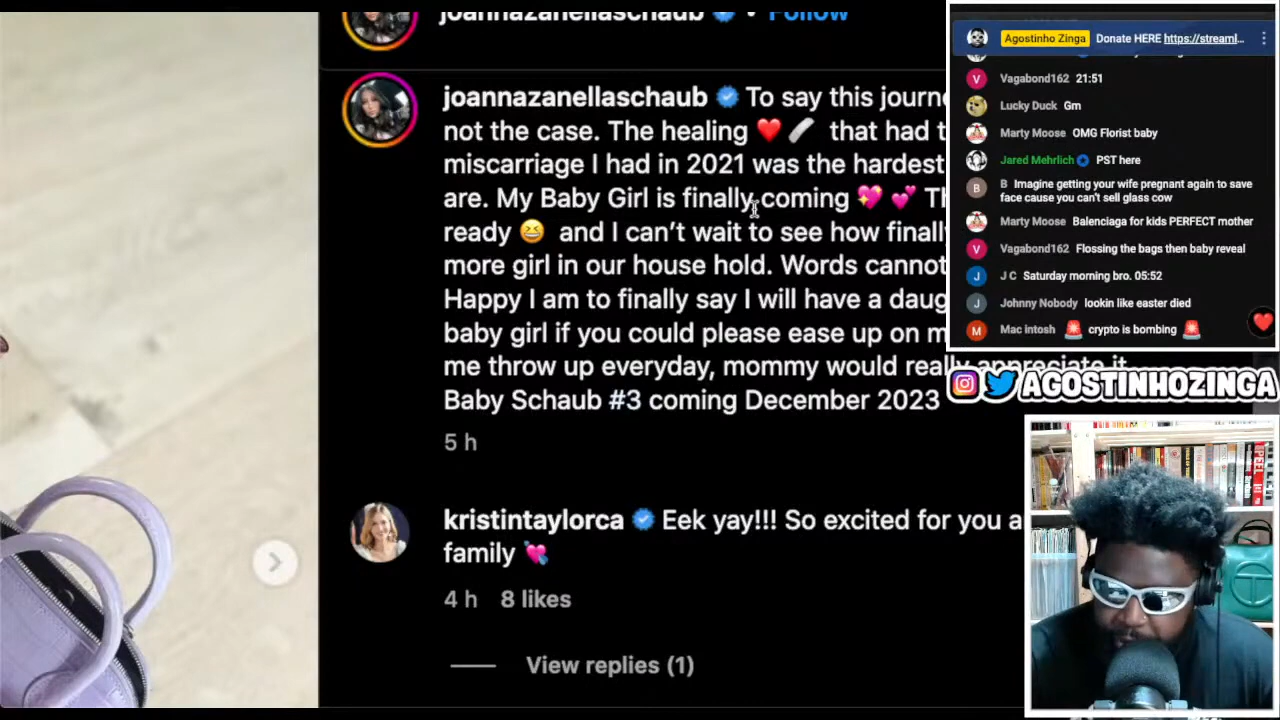 joannazanellaschaub • Follow
joannazanellaschaub To say this journe
not the case. The healing ❤️🩹 that had t
miscarriage I had in 2021 was the hardest
are. My Baby Girl is finally coming 💖 💕 Th
ready 😆 and I can't wait to see how finall
more girl in our house hold. Words cannot
Happy I am to finally say I will have a daug
baby girl if you could please ease up on m
me throw up everyday, mommy would really appreciate it
Baby Schaub #3 coming December 2023
5 h
kristintaylorca Eek yay!!! So excited for you a
family 💘
4 h 8 likes
View replies (1)
Agostinho Zinga Donate HERE https://streaml...
Vagabond162 21:51
Lucky Duck Gm
Marty Moose OMG Florist baby
Jared Mehrlich PST here
B Imagine getting your wife pregnant again to save
face cause you can't sell glass cow
Marty Moose Balenciaga for kids PERFECT mother
Vagabond162 Flossing the bags then baby reveal
J C Saturday morning bro. 05:52
Johnny Nobody lookin like easter died
Mac intosh 🚨 crypto is bombing 🚨
AGOSTINHOZINGA